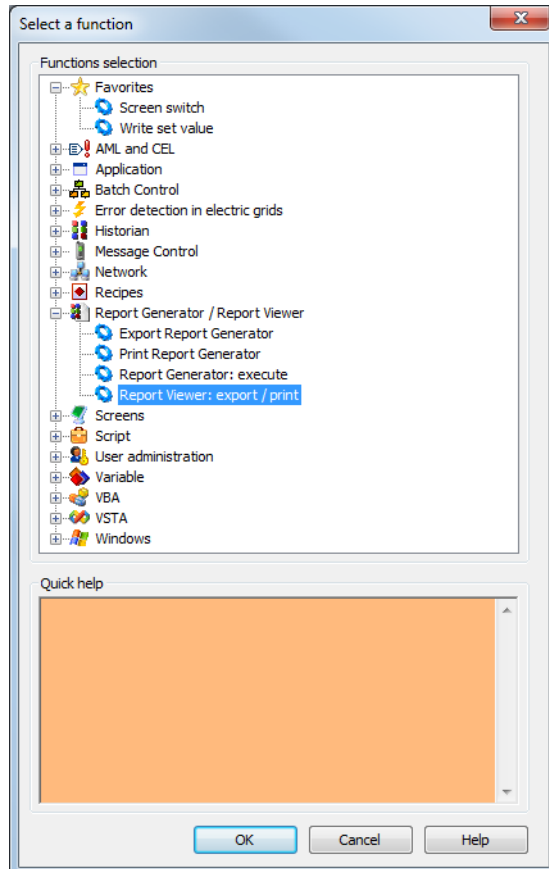 Select a function
Functions selection
Favorites
Screen switch
Write set value
AML and CEL
Application
Batch Control
Error detection in electric grids
Historian
Message Control
Network
Recipes
Report Generator / Report Viewer
Export Report Generator
Print Report Generator
Report Generator: execute
Report Viewer: export / print
Screens
Script
User administration
Variable
VBA
VSTA
Windows
Quick help
OK Cancel Help